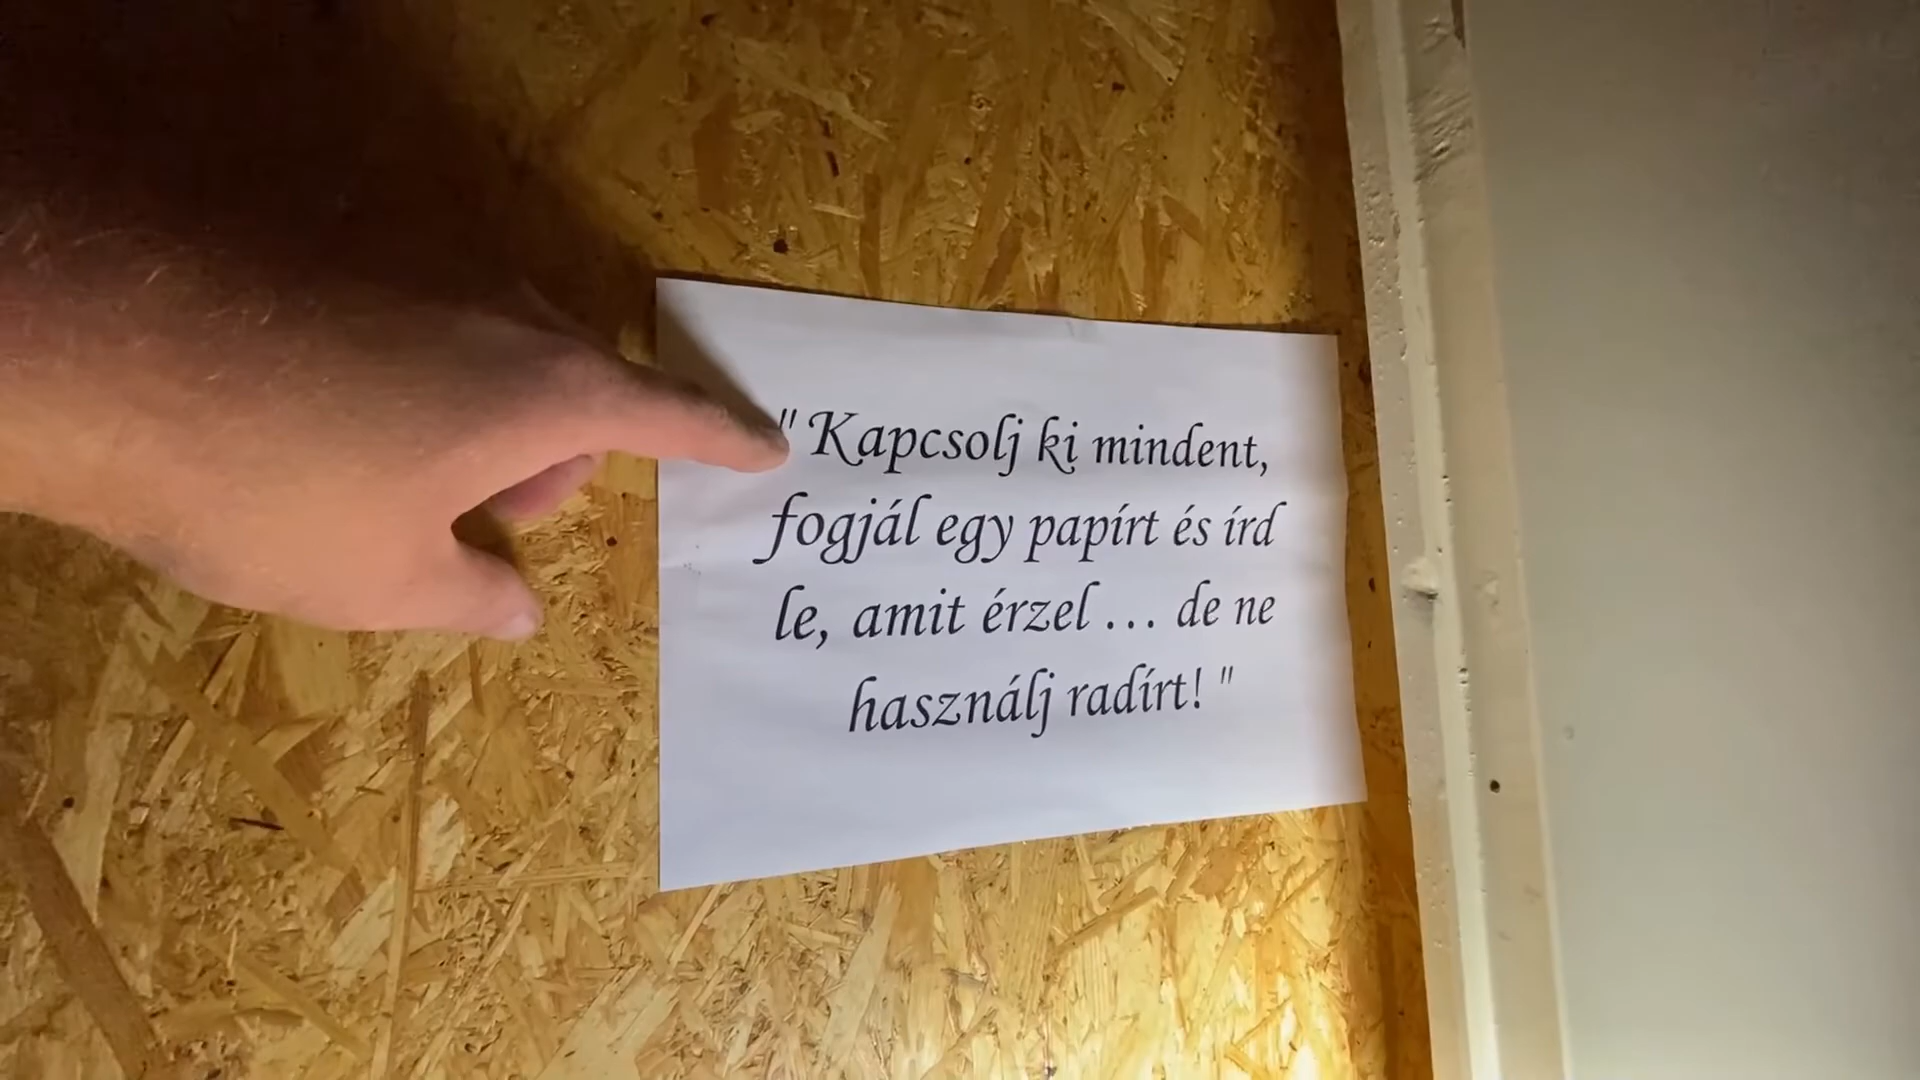 " Kapcsolj ki mindent,
fogjál egy papírt és írd
le, amit érzel ... de ne
használj radírt! "